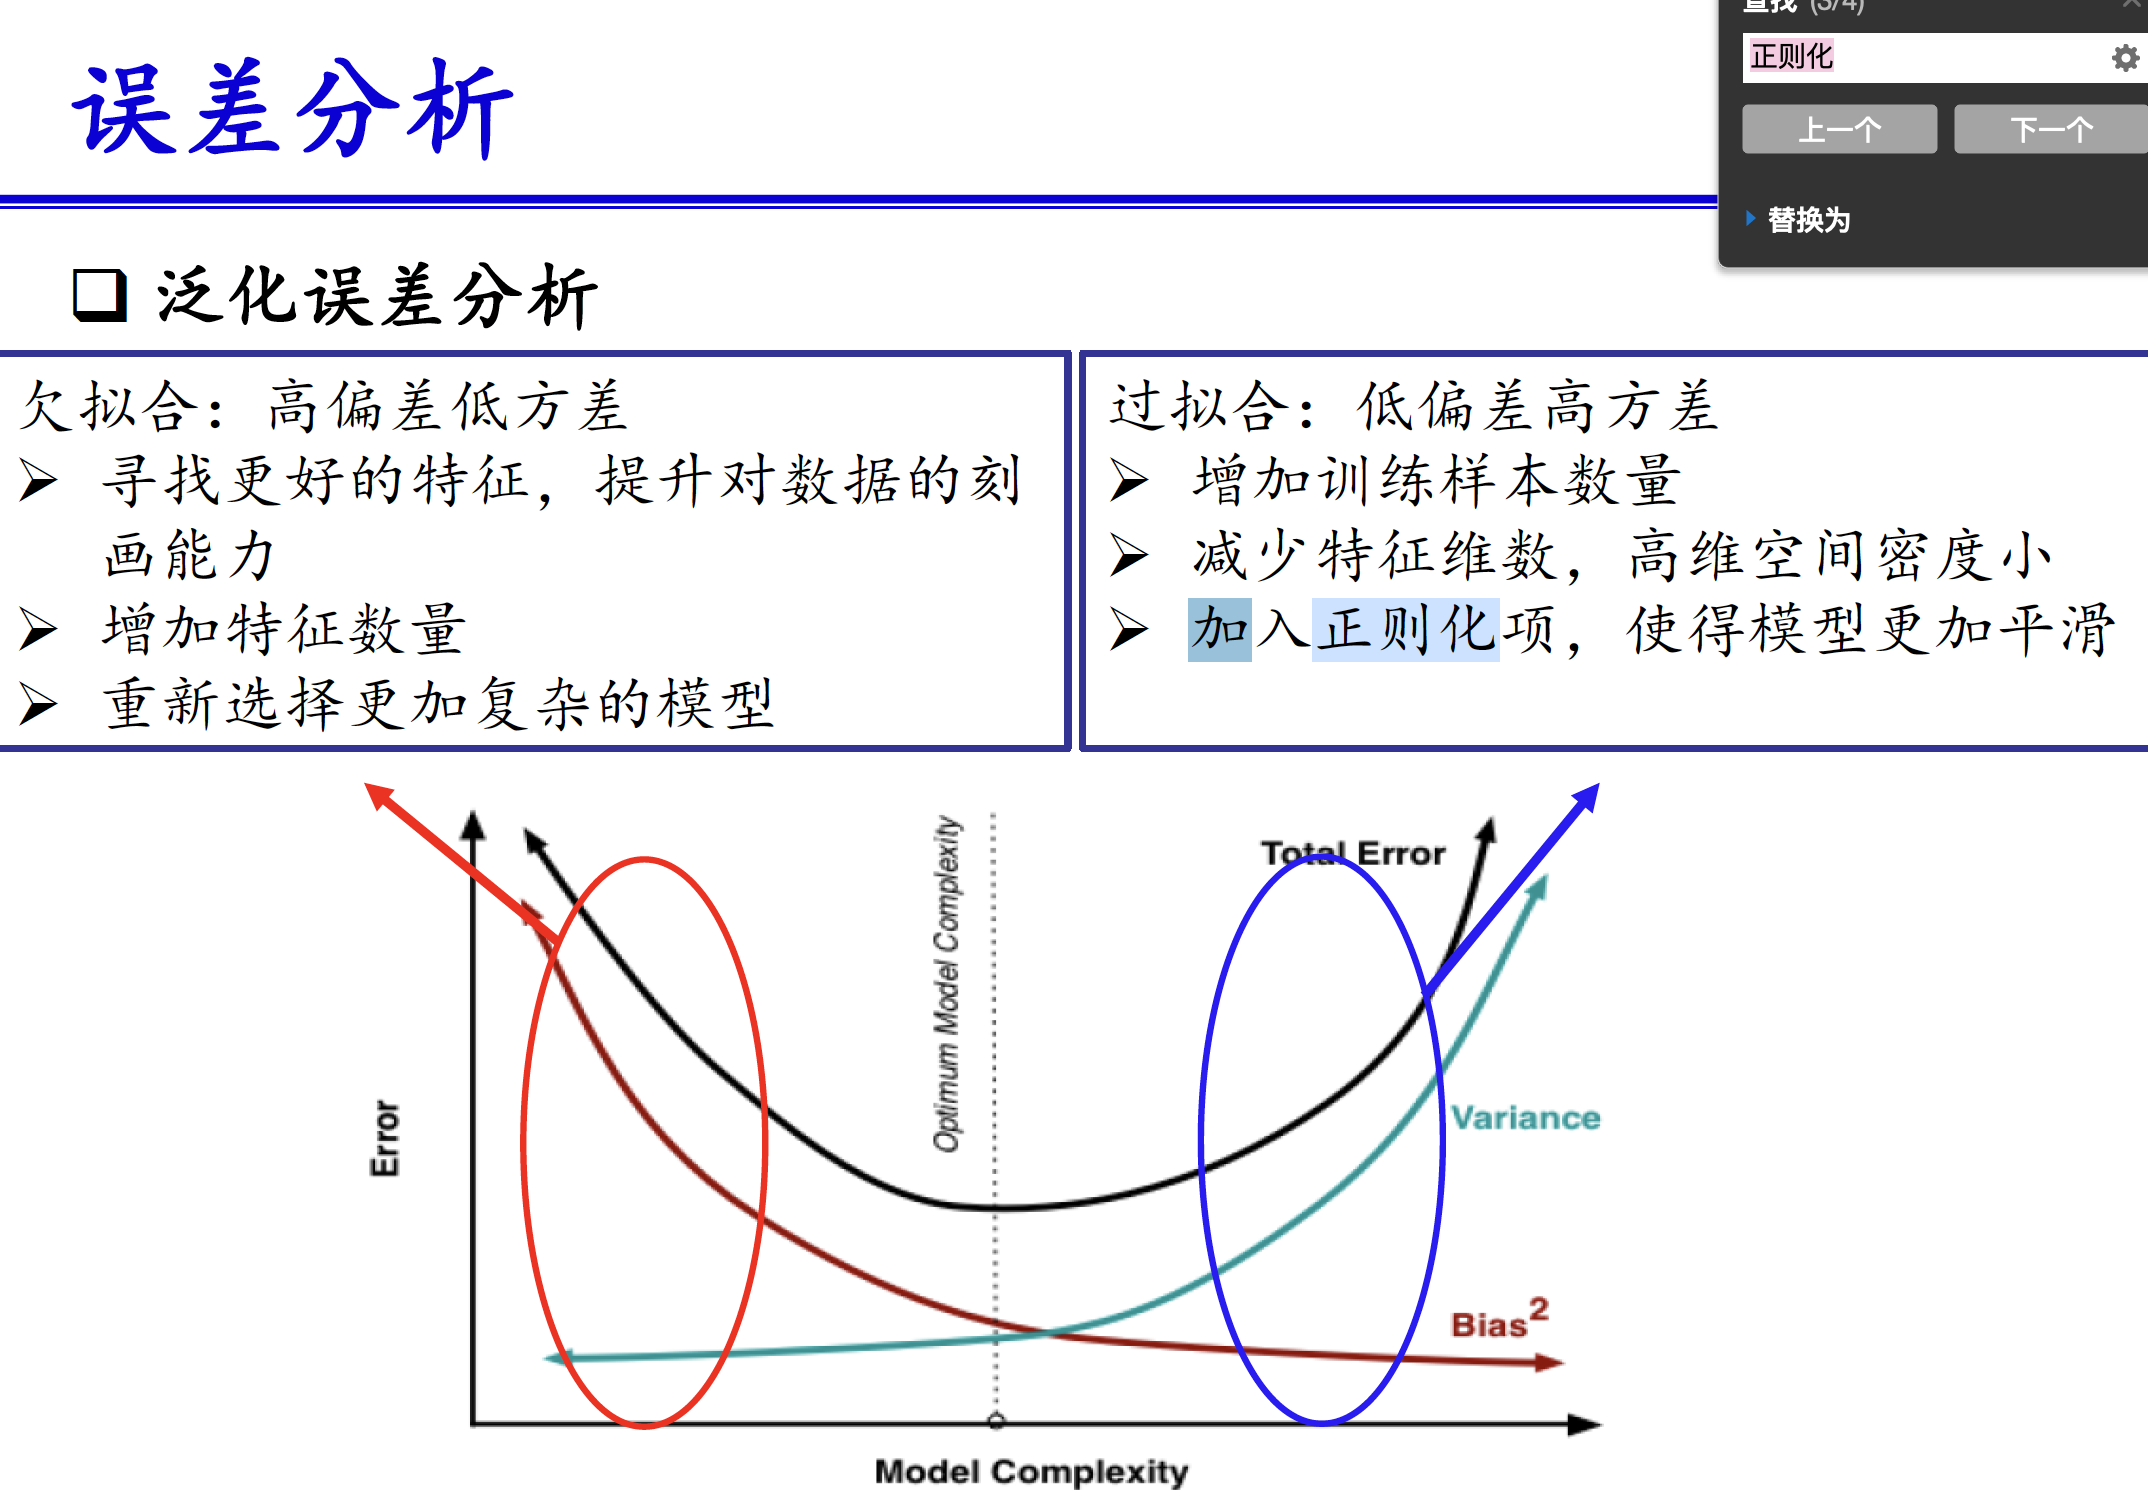 误差分析
查找 (3/4)
正则化
上一个
下一个
替换为
泛化误差分析
欠拟合：高偏差低方差
寻找更好的特征，提升对数据的刻
画能力
增加特征数量
重新选择更加复杂的模型
过拟合：低偏差高方差
增加训练样本数量
减少特征维数，高维空间密度小
加入正则化项，使得模型更加平滑
Error
Optimum Model Complexity
Total Error
Variance
Bias²
Model Complexity